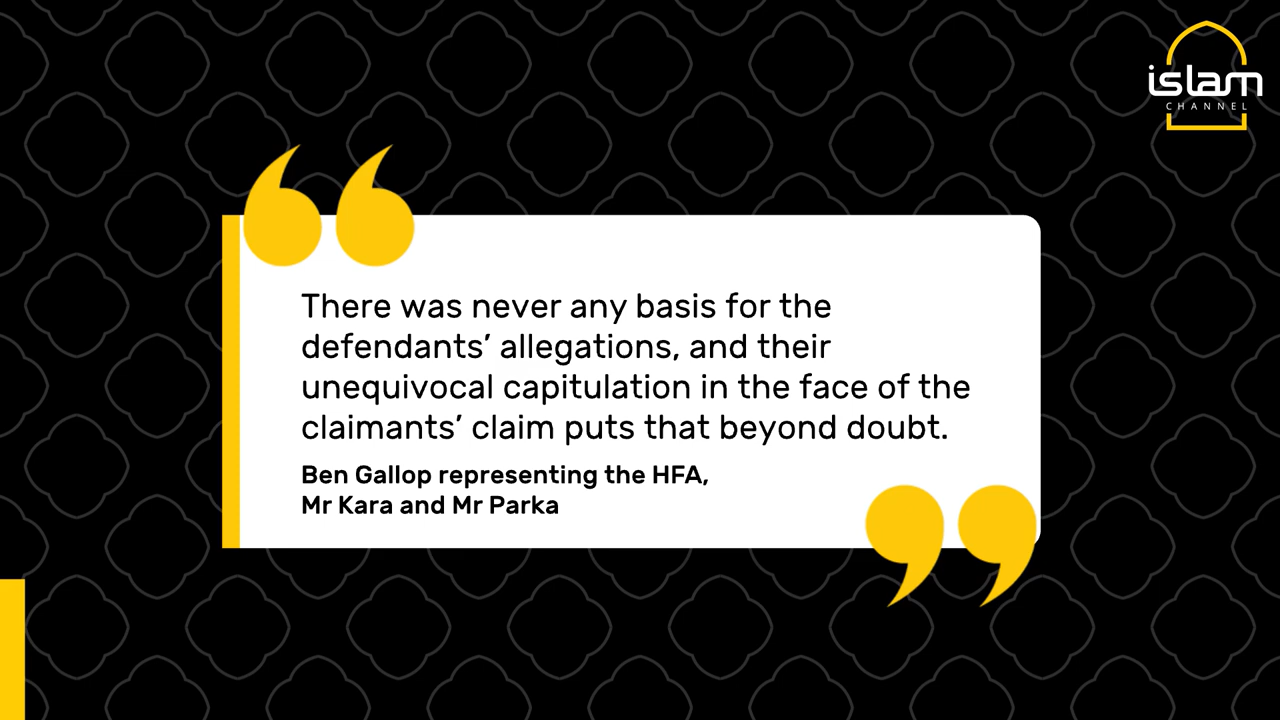 islam
CHANNEL
There was never any basis for the
defendants’ allegations, and their
unequivocal capitulation in the face of the
claimants’ claim puts that beyond doubt.
Ben Gallop representing the HFA,
Mr Kara and Mr Parka